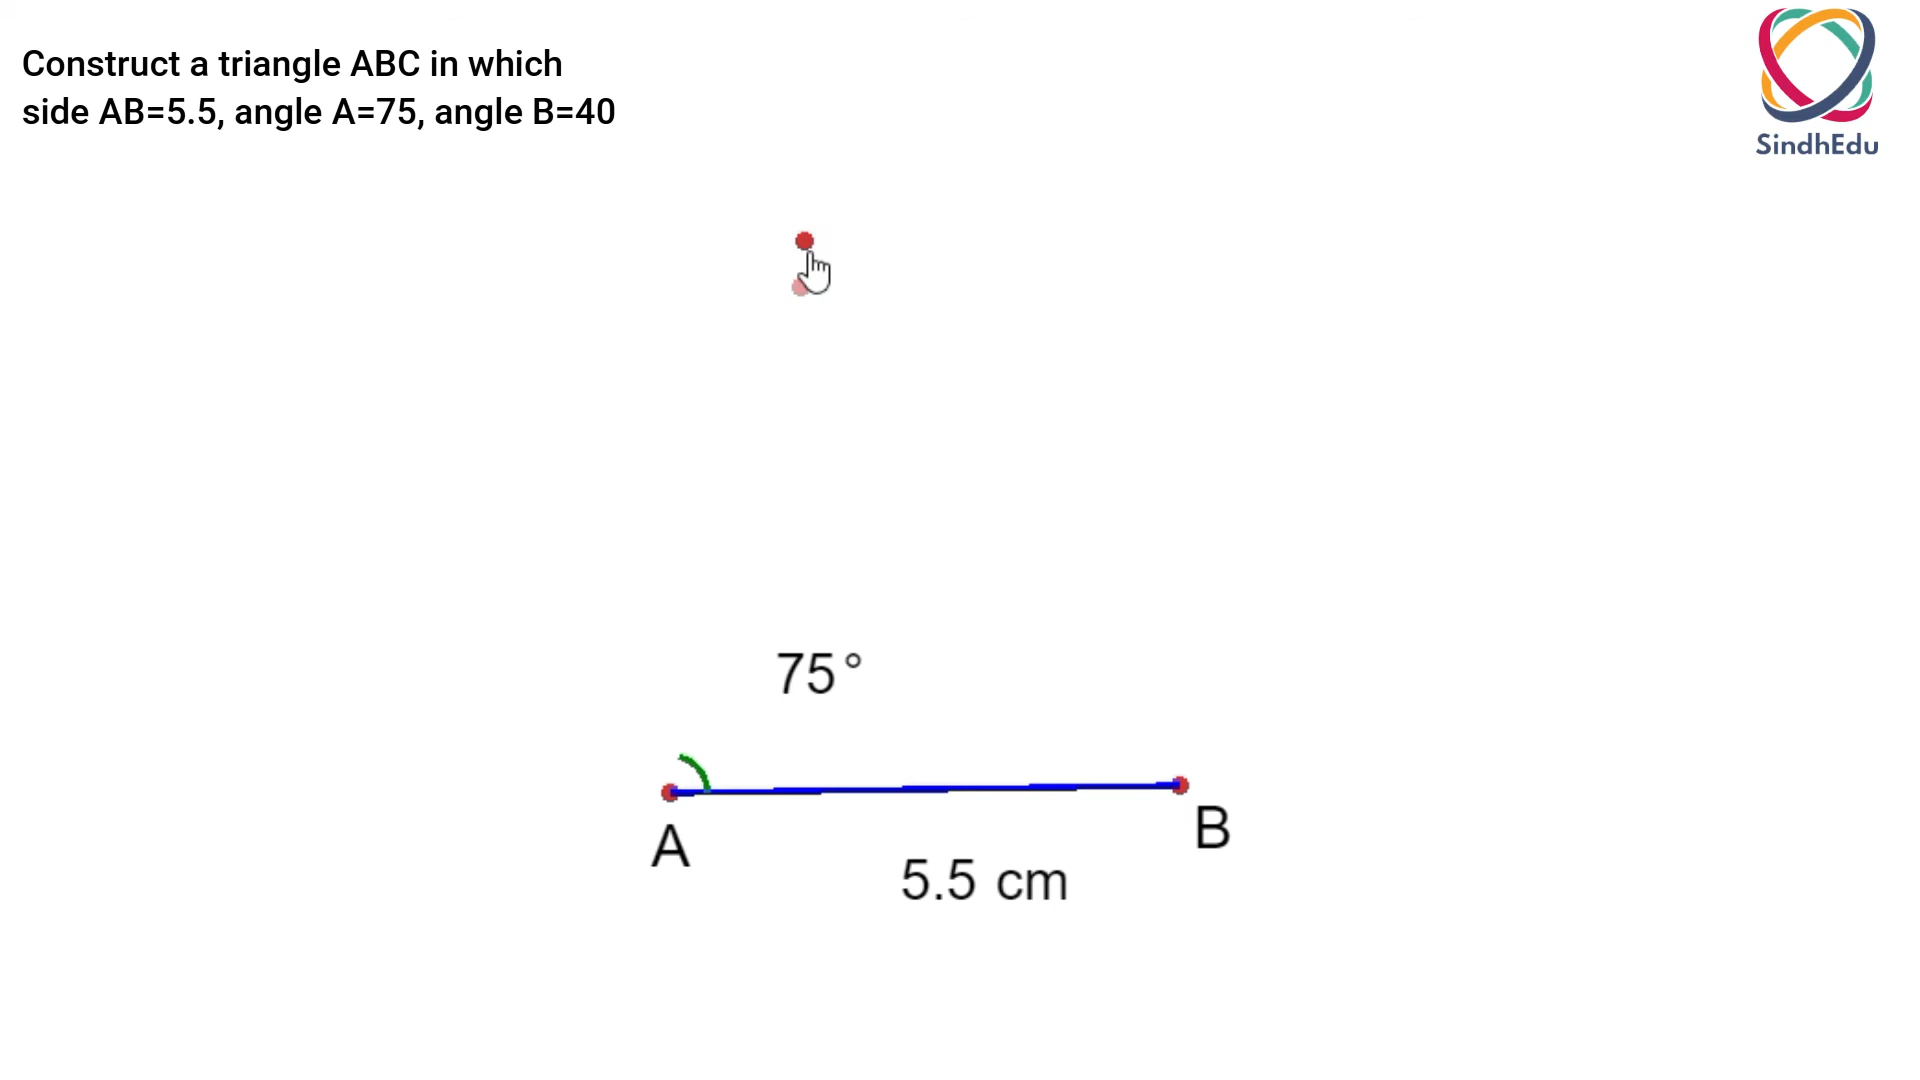 Construct a triangle ABC in which
side AB=5.5, angle A=75, angle B=40
SindhEdu
75°
A
B
5.5 cm